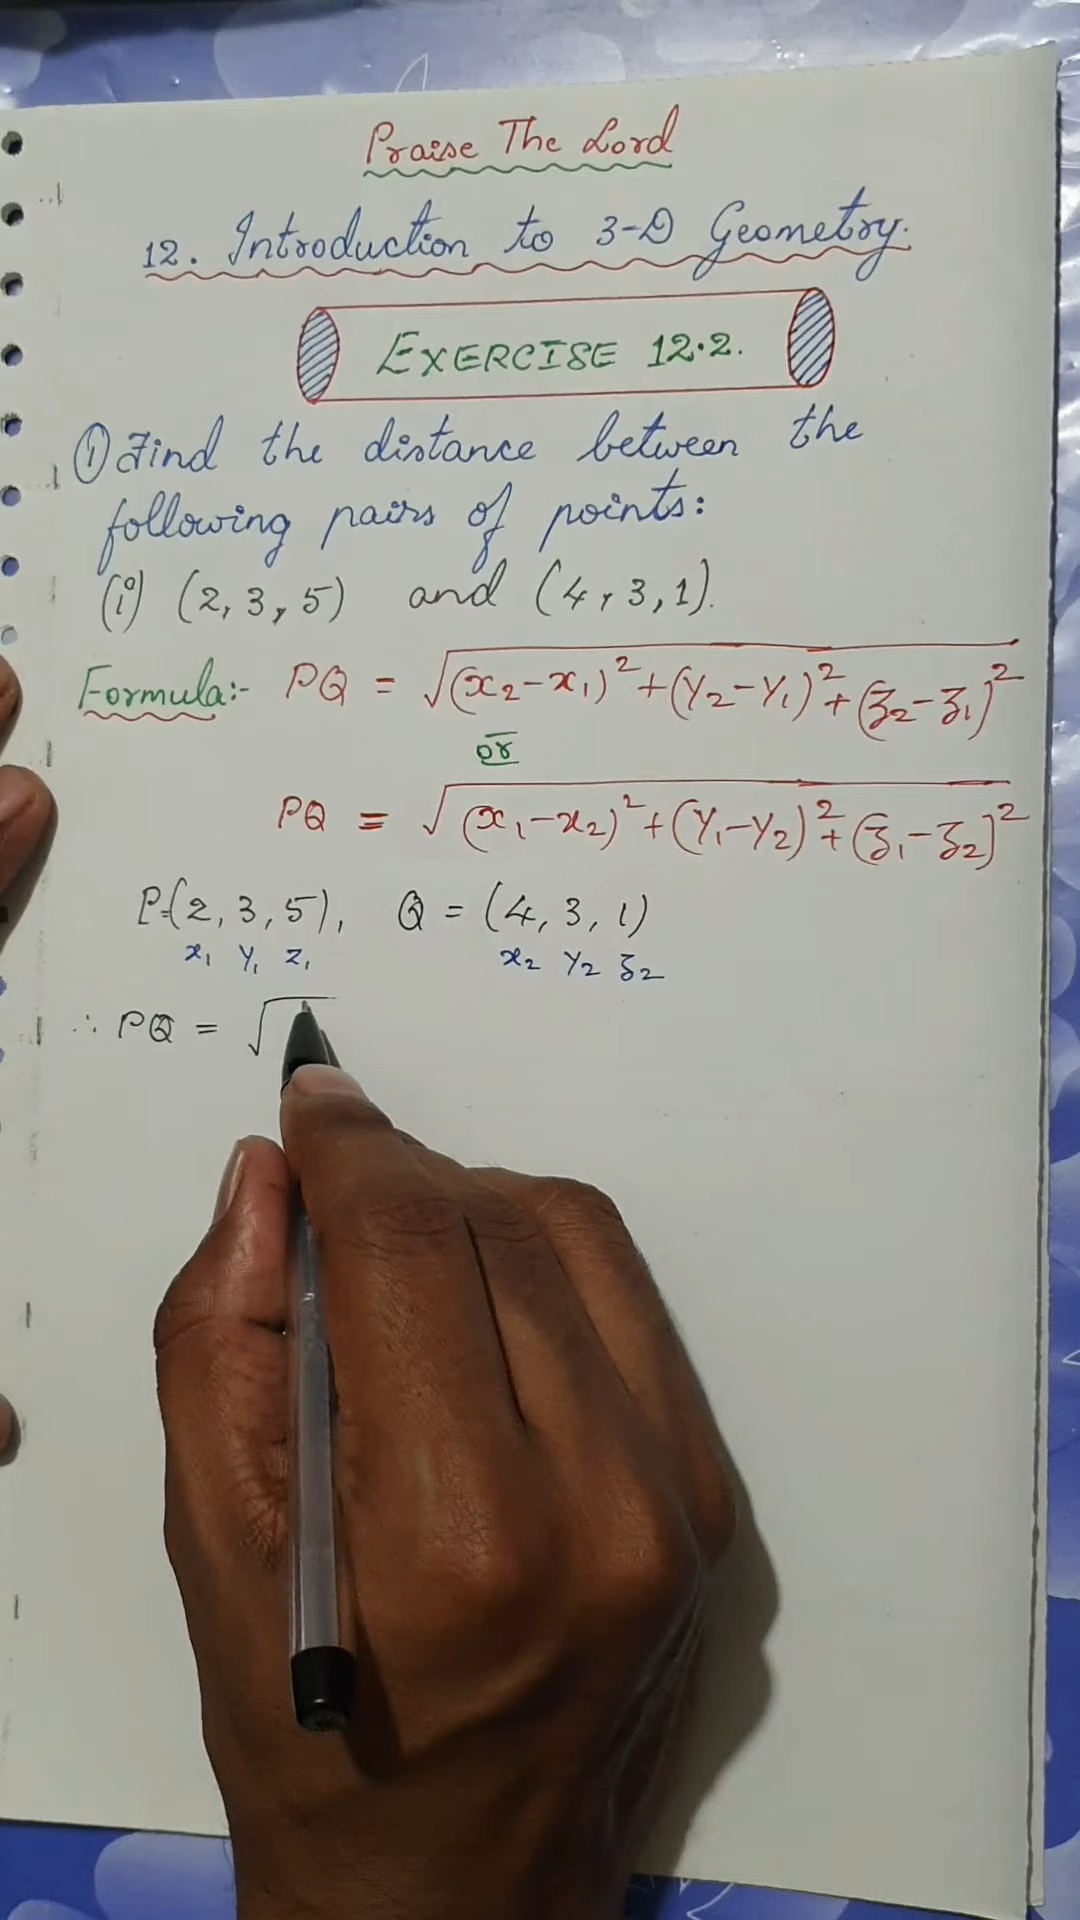 Praise The Lord
12. Introduction to 3-D Geometry.
EXERCISE 12.2.
① Find the distance between the
following pairs of points:
(i) (2, 3, 5) and (4, 3, 1).
Formula:- PQ = √(x₂-x₁)²+(y₂-y₁)²+(z₂-z₁)²
or
PQ = √(x₁-x₂)²+(y₁-y₂)²+(z₁-z₂)²
P=(2, 3, 5), Q = (4, 3, 1)
x₁ y₁ z₁ x₂ y₂ z₂
∴ PQ = √